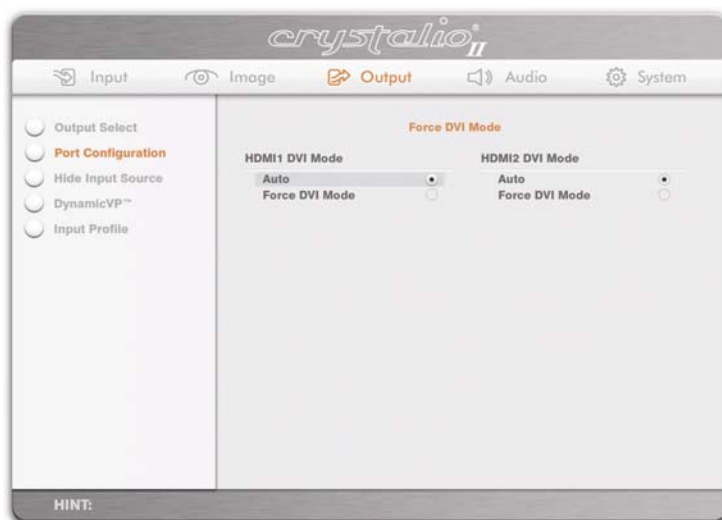 crystalio® II
Input Image Output Audio System
Output Select
Port Configuration
Hide Input Source
DynamicVP™
Input Profile
Force DVI Mode
HDMI1 DVI Mode
Auto
Force DVI Mode
HDMI2 DVI Mode
Auto
Force DVI Mode
HINT: